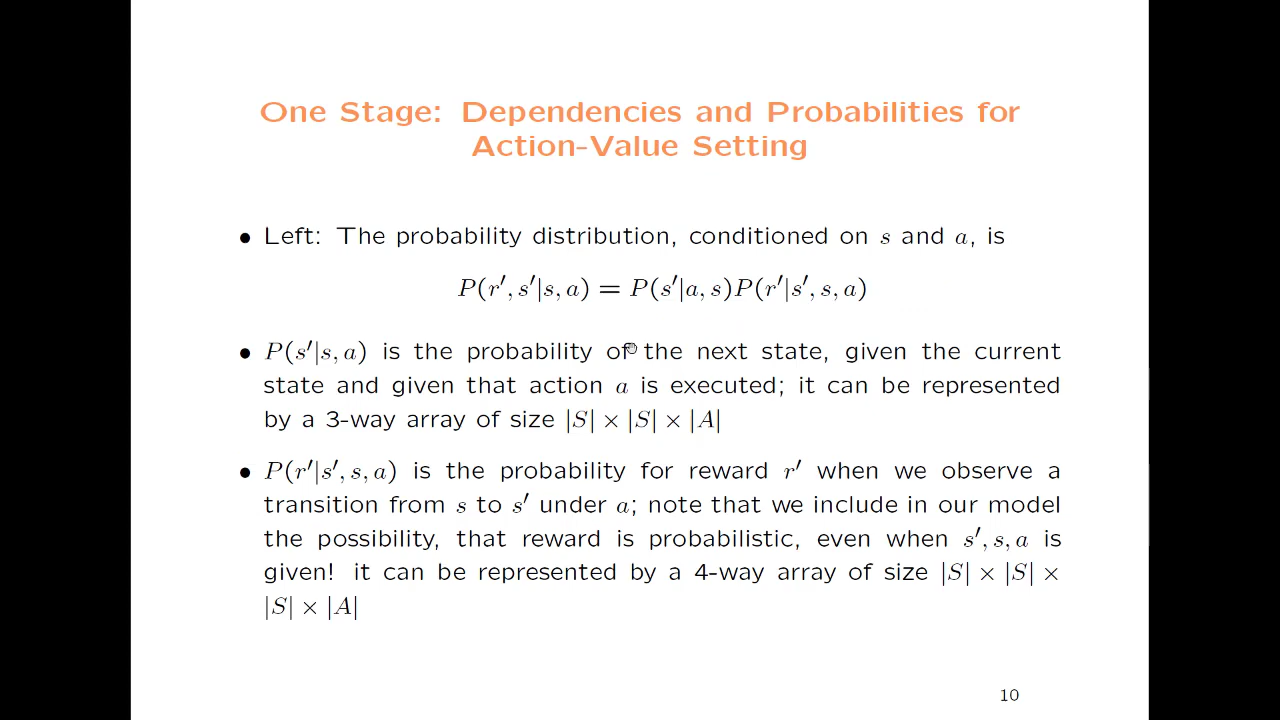 One Stage: Dependencies and Probabilities for
Action-Value Setting
• Left: The probability distribution, conditioned on s and a, is
P(r′, s′|s, a) = P(s′|a, s)P(r′|s′, s, a)
• P(s′|s, a) is the probability of the next state, given the current
state and given that action a is executed; it can be represented
by a 3-way array of size |S| × |S| × |A|
• P(r′|s′, s, a) is the probability for reward r′ when we observe a
transition from s to s′ under a; note that we include in our model
the possibility, that reward is probabilistic, even when s′, s, a is
given! it can be represented by a 4-way array of size |S| × |S| ×
|S| × |A|
10